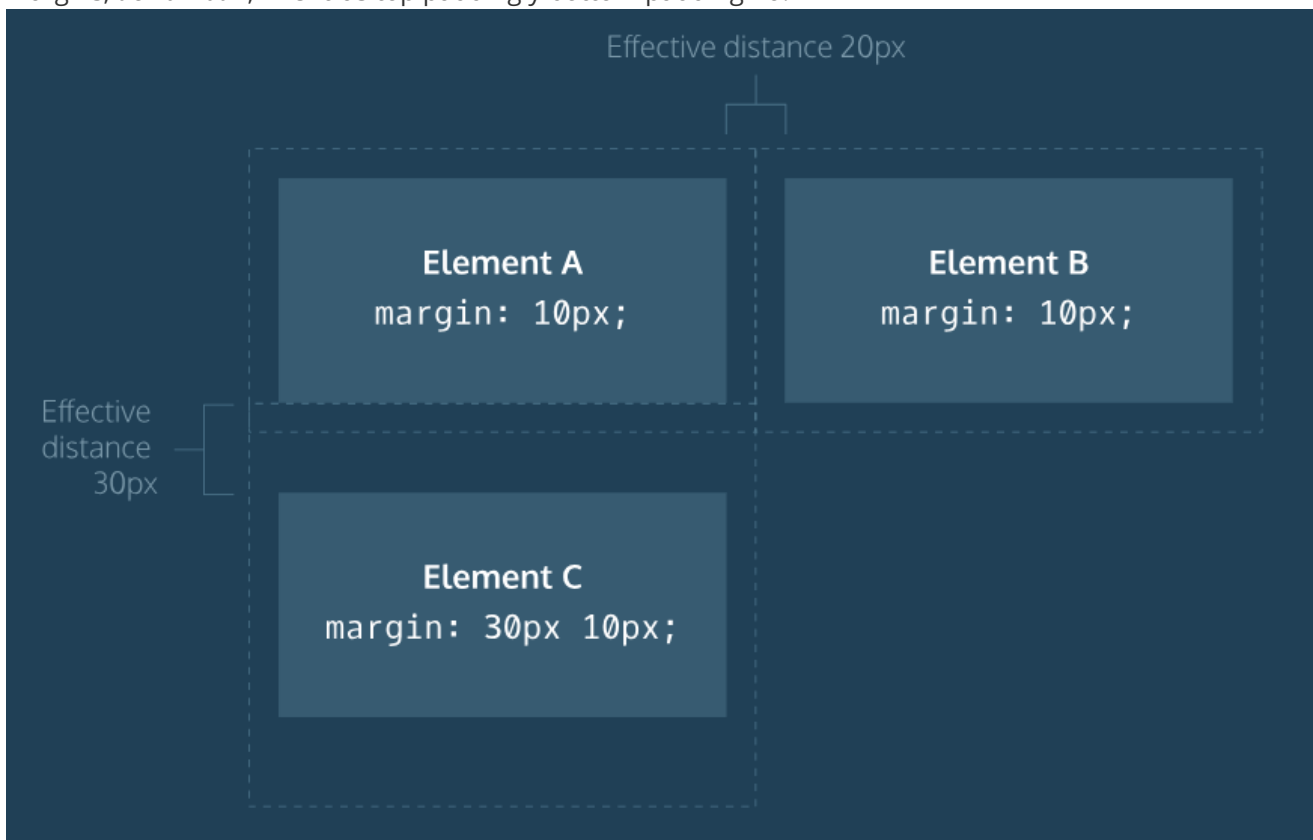 Effective distance 20px
Element A
margin: 10px;
Element B
margin: 10px;
Effective
distance
30px
Element C
margin: 30px 10px;